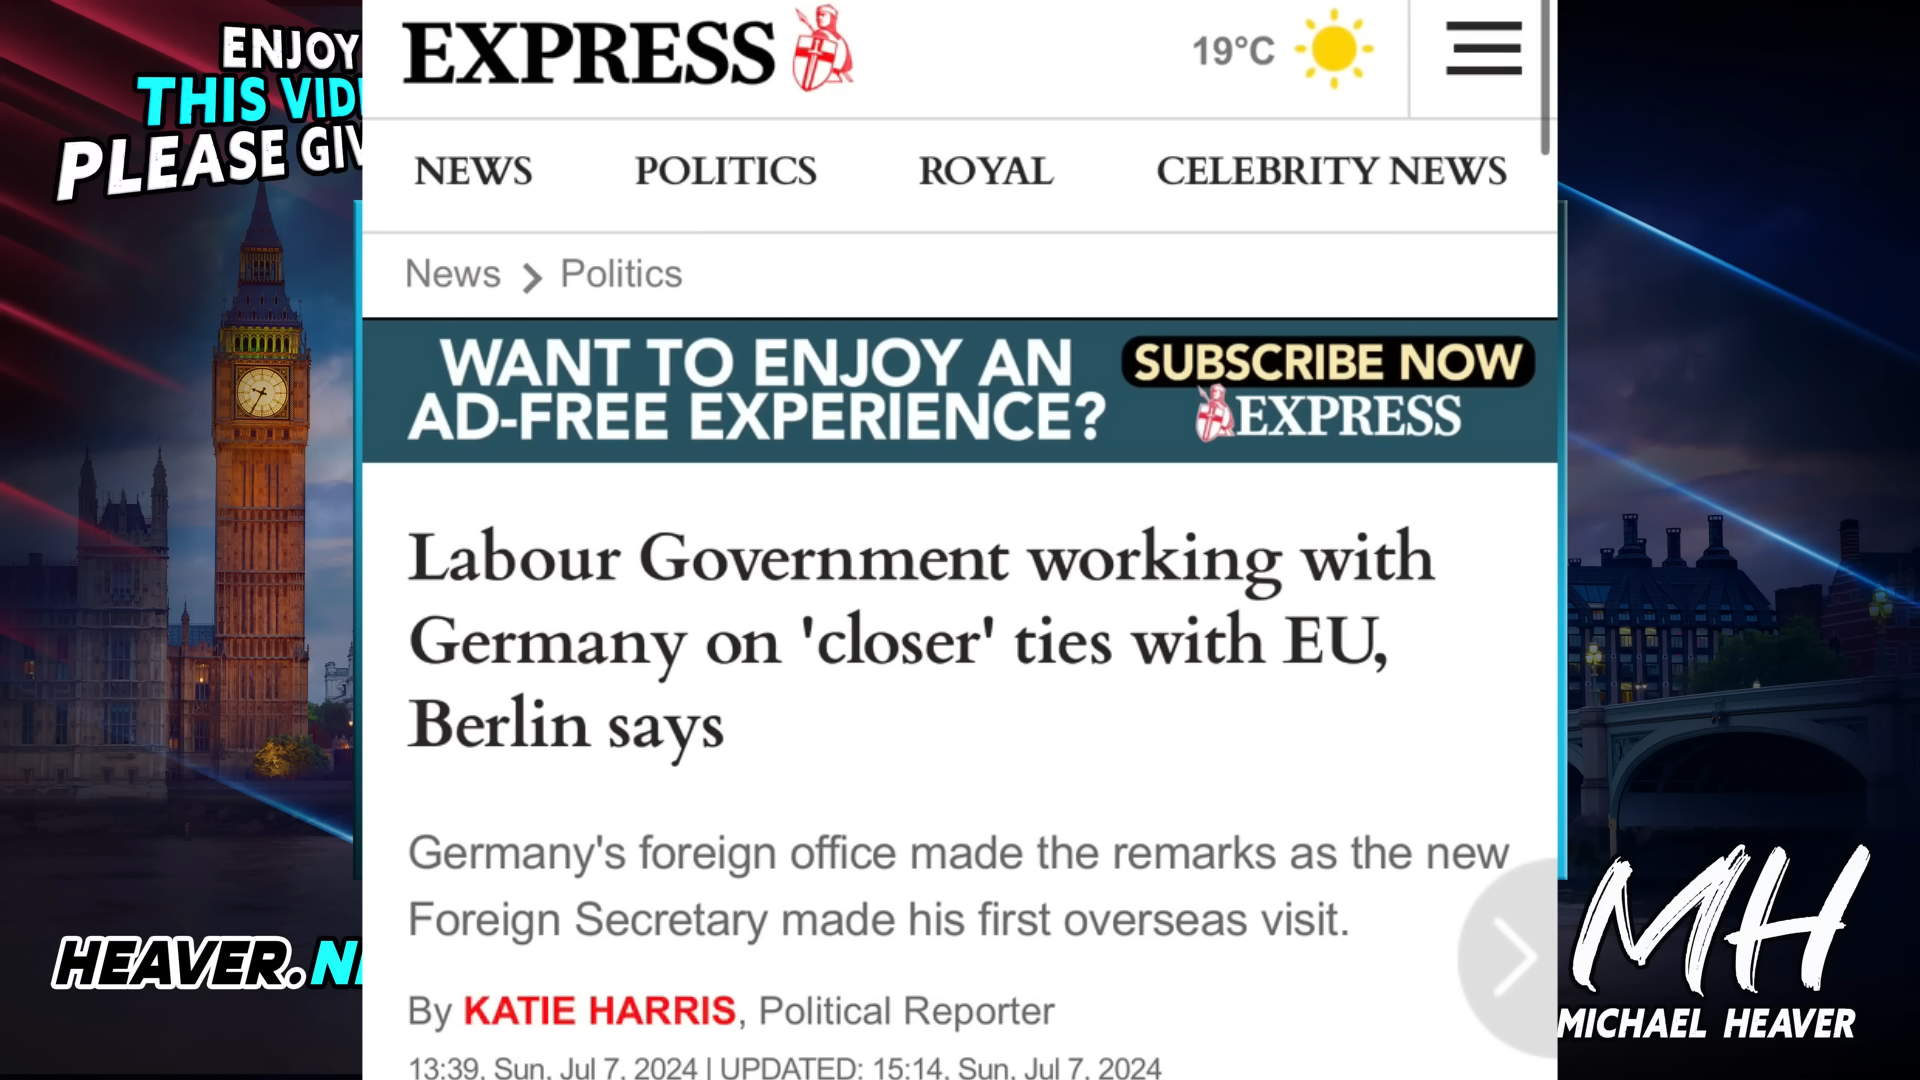 ENJOY
THIS
PLEASE
EXPRESS
19°C
NEWS POLITICS ROYAL CELEBRITY NEWS
News > Politics
WANT TO ENJOY AN
AD-FREE EXPERIENCE?
SUBSCRIBE NOW
EXPRESS
Labour Government working with
Germany on 'closer' ties with EU,
Berlin says
Germany's foreign office made the remarks as the new
Foreign Secretary made his first overseas visit.
By KATIE HARRIS, Political Reporter
13:39, Sun, Jul 7, 2024 | UPDATED: 15:14, Sun, Jul 7, 2024
HEAVER.
MH
MICHAEL HEAVER